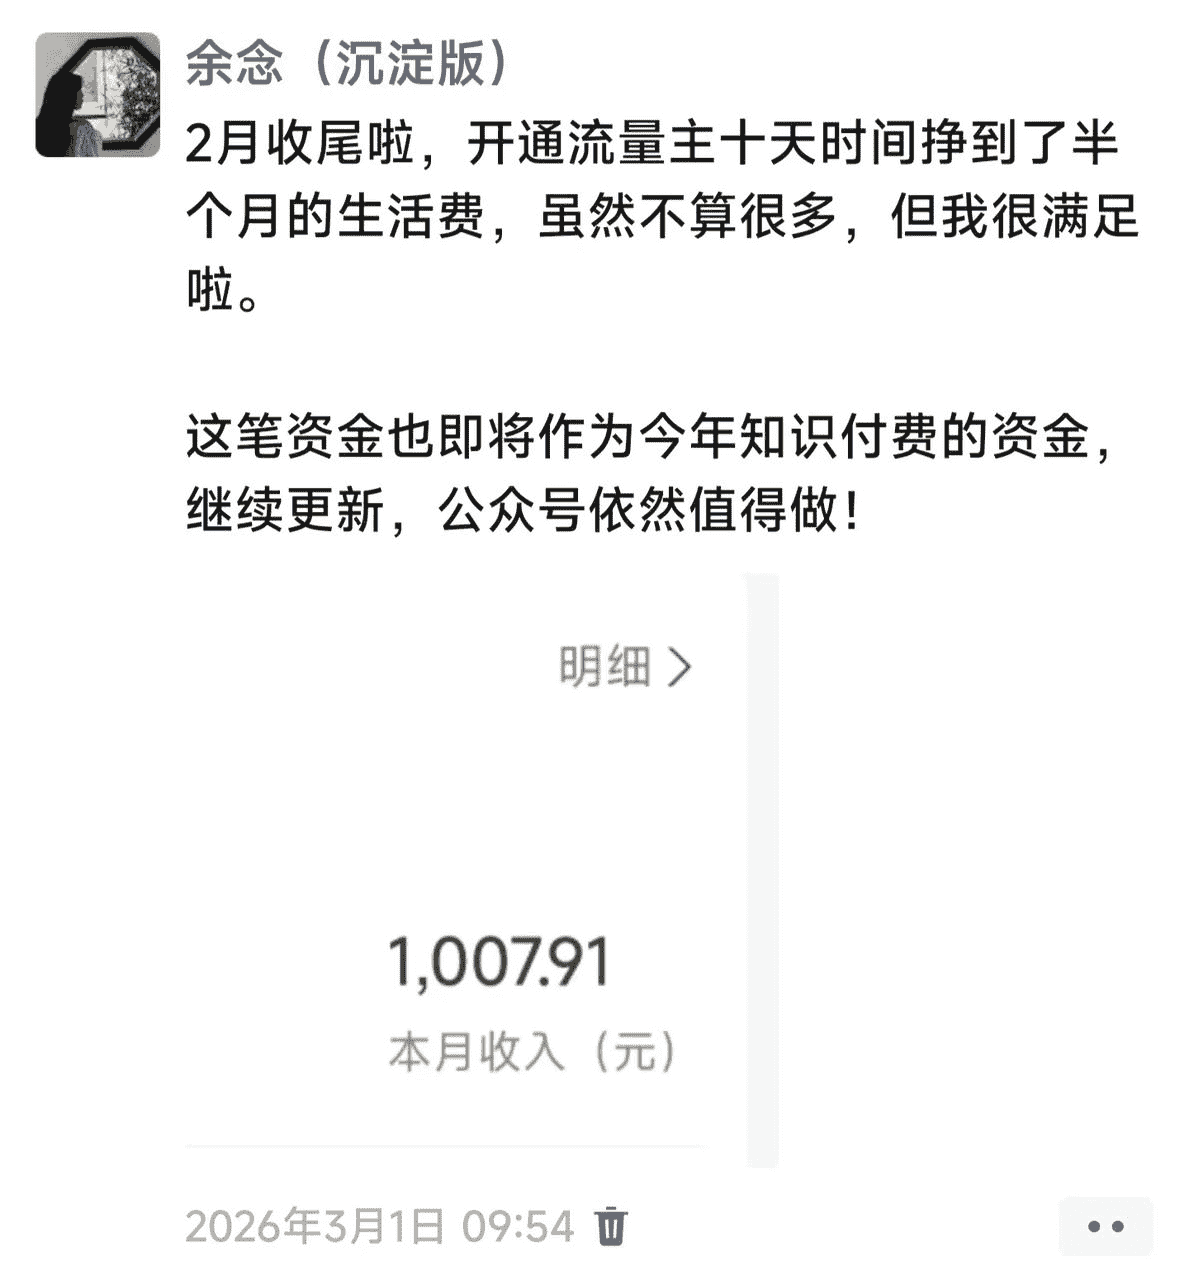 余念（沉淀版）
2月收尾啦，开通流量主十天时间挣到了半
个月的生活费，虽然不算很多，但我很满足
啦。
这笔资金也即将作为今年知识付费的资金，
继续更新，公众号依然值得做！
明细
1,007.91
本月收入（元）
2026年3月1日 09:54